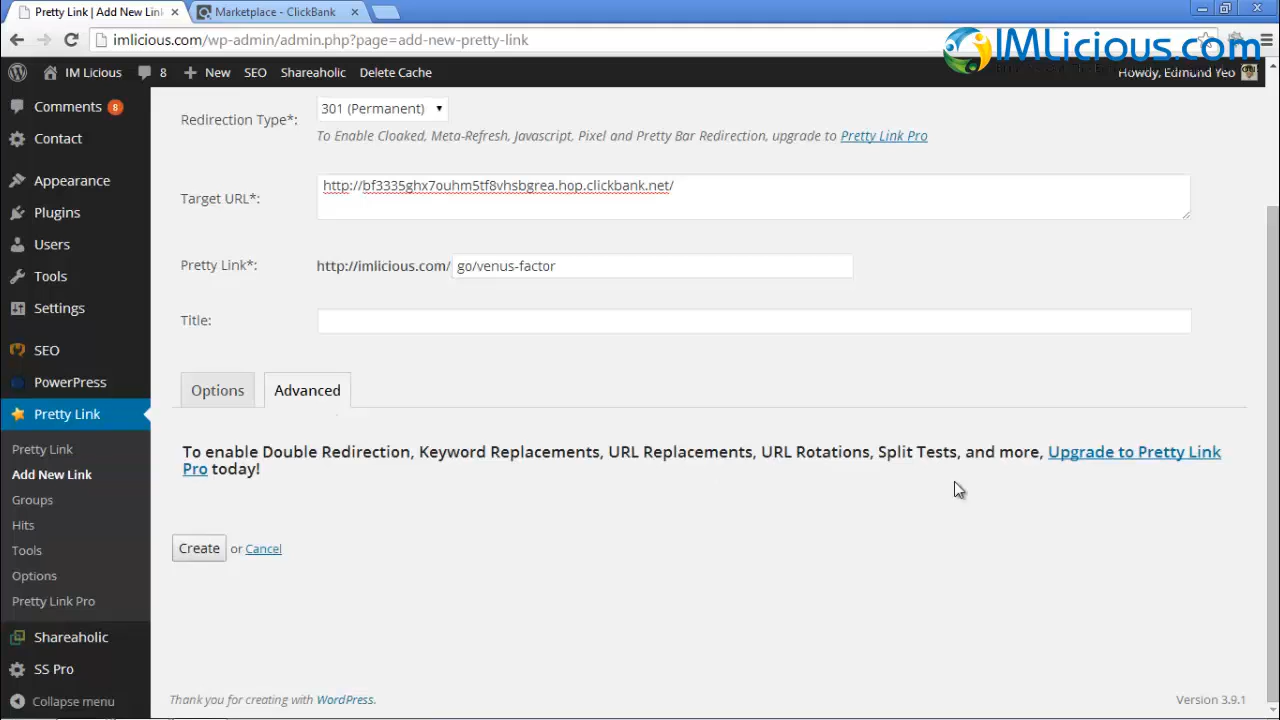 Pretty Link | Add New Lin
Marketplace - ClickBank
imlicious.com/wp-admin/admin.php?page=add-new-pretty-link
IMLicious.com
IM Licious
8
New
SEO
Shareaholic
Delete Cache
Howdy, Edmund Yeo
Comments 8
Contact
Appearance
Plugins
Users
Tools
Settings
SEO
PowerPress
Pretty Link
Pretty Link
Add New Link
Groups
Hits
Tools
Options
Pretty Link Pro
Shareaholic
SS Pro
Collapse menu
Redirection Type*:
301 (Permanent)
To Enable Cloaked, Meta-Refresh, Javascript, Pixel and Pretty Bar Redirection, upgrade to Pretty Link Pro
Target URL*:
http://bf3335ghx7ouhm5tf8vhsbgrea.hop.clickbank.net/
Pretty Link*:
http://imlicious.com/ go/venus-factor
Title:
Options
Advanced
To enable Double Redirection, Keyword Replacements, URL Replacements, URL Rotations, Split Tests, and more, Upgrade to Pretty Link
Pro today!
Create or Cancel
Thank you for creating with WordPress.
Version 3.9.1